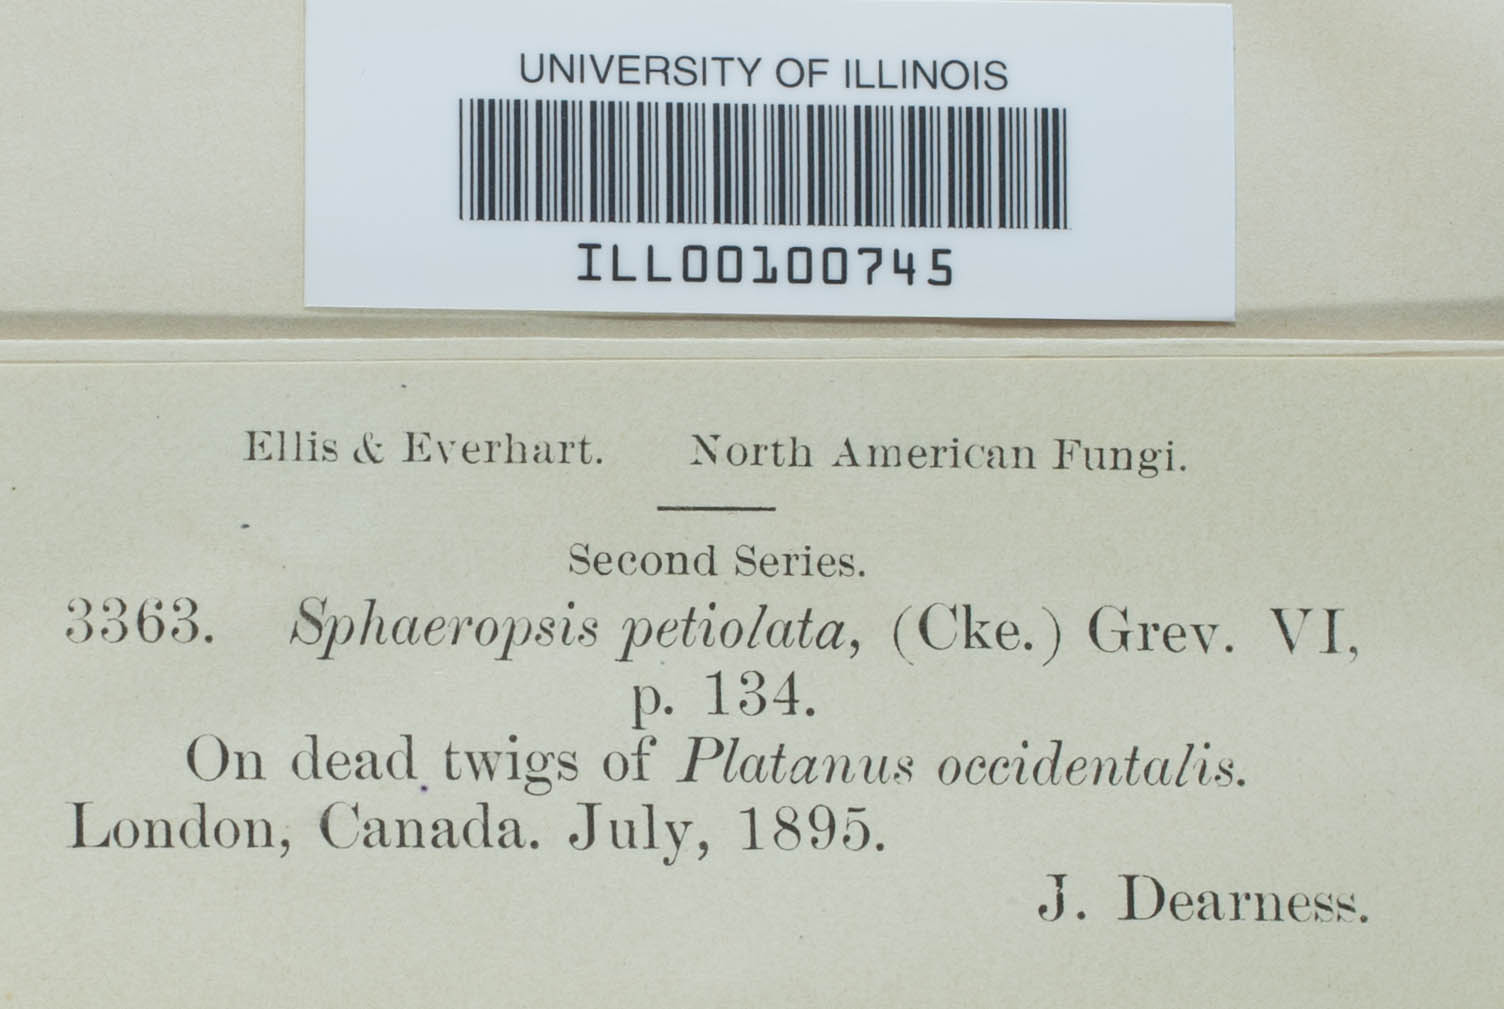 UNIVERSITY OF ILLINOIS
ILL00100745
Ellis & Everhart. North American Fungi.
Second Series.
3363. Sphaeropsis petiolata, (Cke.) Grev. VI,
p. 134.
On dead twigs of Platanus occidentalis.
London, Canada. July, 1895.
J. Dearness.